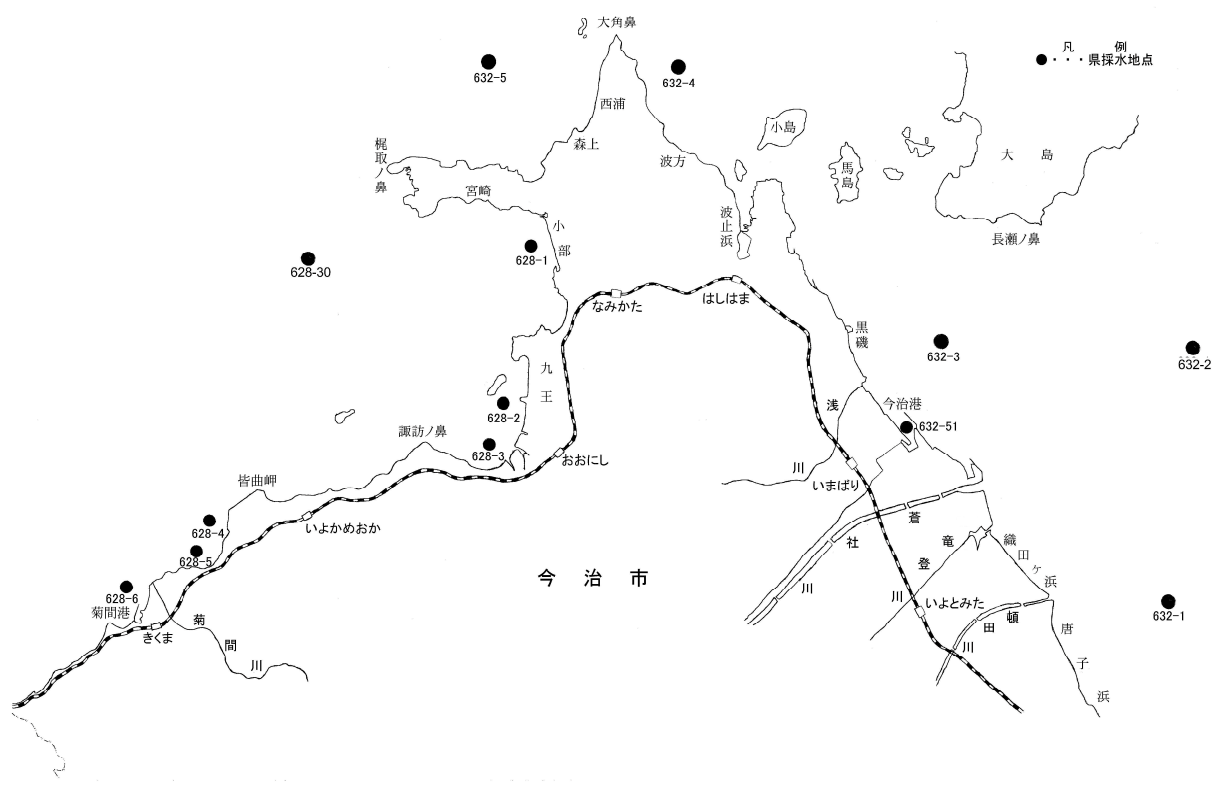 大角鼻
凡　例
●・・・県採水地点
632-5
632-4
西浦
小島
森上
梶取ノ鼻
波方
馬島
大　島
宮崎
波止浜
小部
長瀬ノ鼻
628-1
628-30
なみかた
はしはま
黒磯
632-3
632-2
九王
628-2
浅川
今治港
632-51
諏訪ノ鼻
628-3
おおにし
いまばり
皆曲岬
628-4
いよかめおか
蒼社川
628-5
竜登川
織田ヶ浜
今　治　市
628-6
菊間港
いよとみた
632-1
きくま
菊間川
頓田川
唐子浜